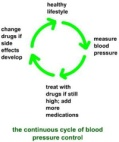 healthy
lifestyle
measure
blood
pressure
treat with
drugs if still
high; add
more
medications
change
drugs if
side
effects
develop
the continuous cycle of blood
pressure control